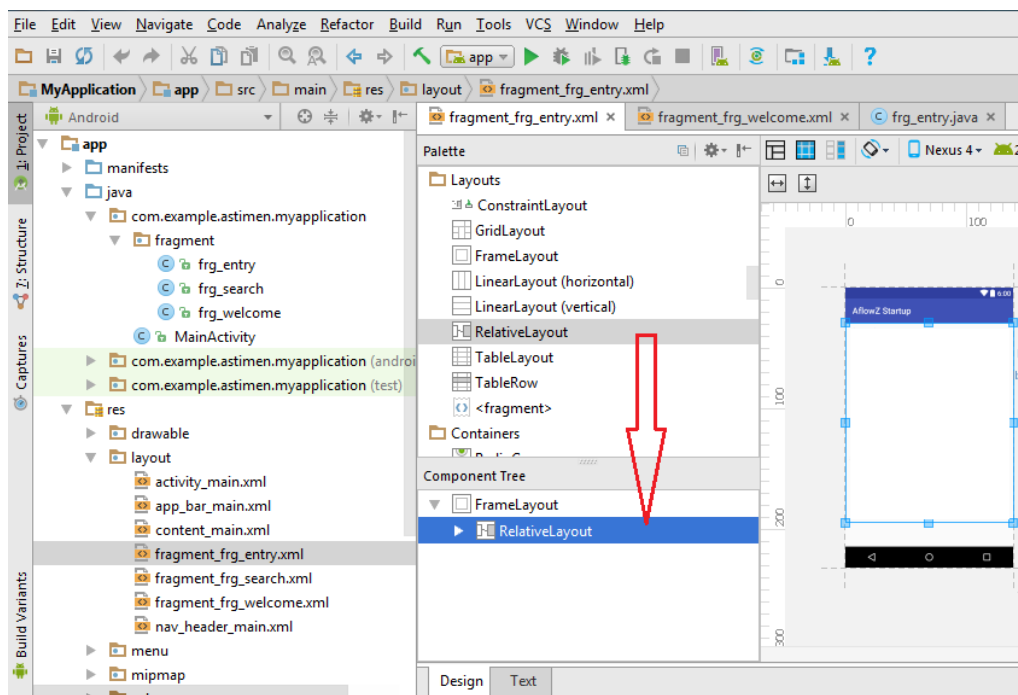 File Edit View Navigate Code Analyze Refactor Build Run Tools VCS Window Help
app
MyApplication app src main res layout fragment_frg_entry.xml
1: Project
7: Structure
Captures
Build Variants
Android
app
manifests
java
com.example.astimen.myapplication
fragment
frg_entry
frg_search
frg_welcome
MainActivity
com.example.astimen.myapplication (androi
com.example.astimen.myapplication (test)
res
drawable
layout
activity_main.xml
app_bar_main.xml
content_main.xml
fragment_frg_entry.xml
fragment_frg_search.xml
fragment_frg_welcome.xml
nav_header_main.xml
menu
mipmap
fragment_frg_entry.xml fragment_frg_welcome.xml frg_entry.java
Palette
Layouts
ConstraintLayout
GridLayout
FrameLayout
LinearLayout (horizontal)
LinearLayout (vertical)
RelativeLayout
TableLayout
TableRow
<fragment>
Containers
Component Tree
FrameLayout
RelativeLayout
Design Text
Nexus 4 2
0 100
0
100
200
300
6:00
AflowZ Startup